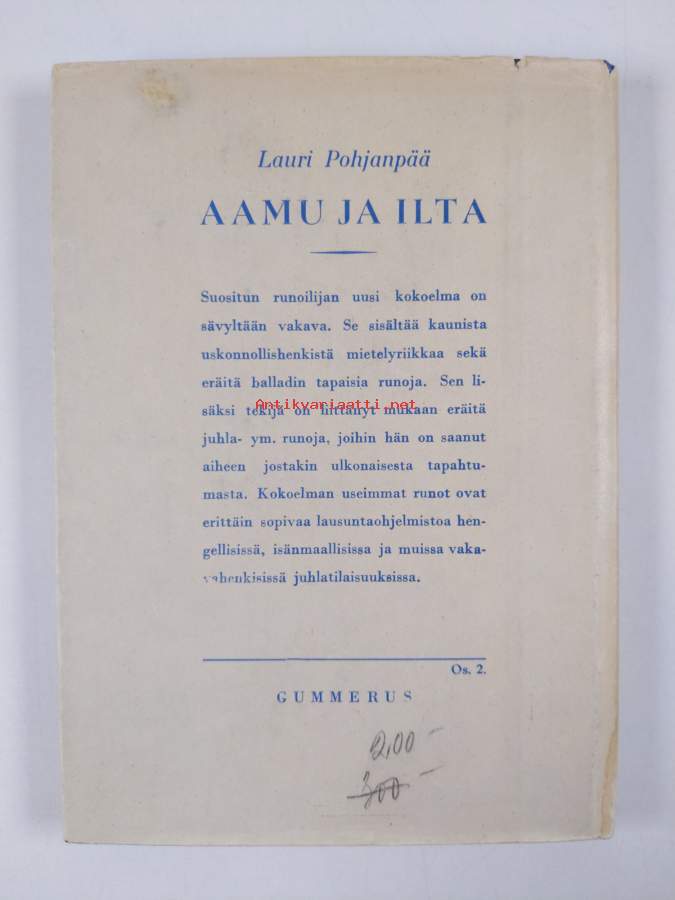 Lauri Pohjanpää
AAMU JA ILTA
Suositun runoilijan uusi kokoelma on
sävyltään vakava. Se sisältää kaunista
uskonnollishenkistä mietelyriikkaa sekä
eräitä balladin tapaisia runoja. Sen li-
säksi tekijä on liittänyt mukaan eräitä
Antikvariaatti.net
juhla- ym. runoja, joihin hän on saanut
aiheen jostakin ulkonaisesta tapahtu-
masta. Kokoelman useimmat runot ovat
erittäin sopivaa lausuntaohjelmistoa hen-
gellisissä, isänmaallisissa ja muissa vaka-
vahenkisissä juhlatilaisuuksissa.
Os. 2.
GUMMERUS
2,00 –
300 –